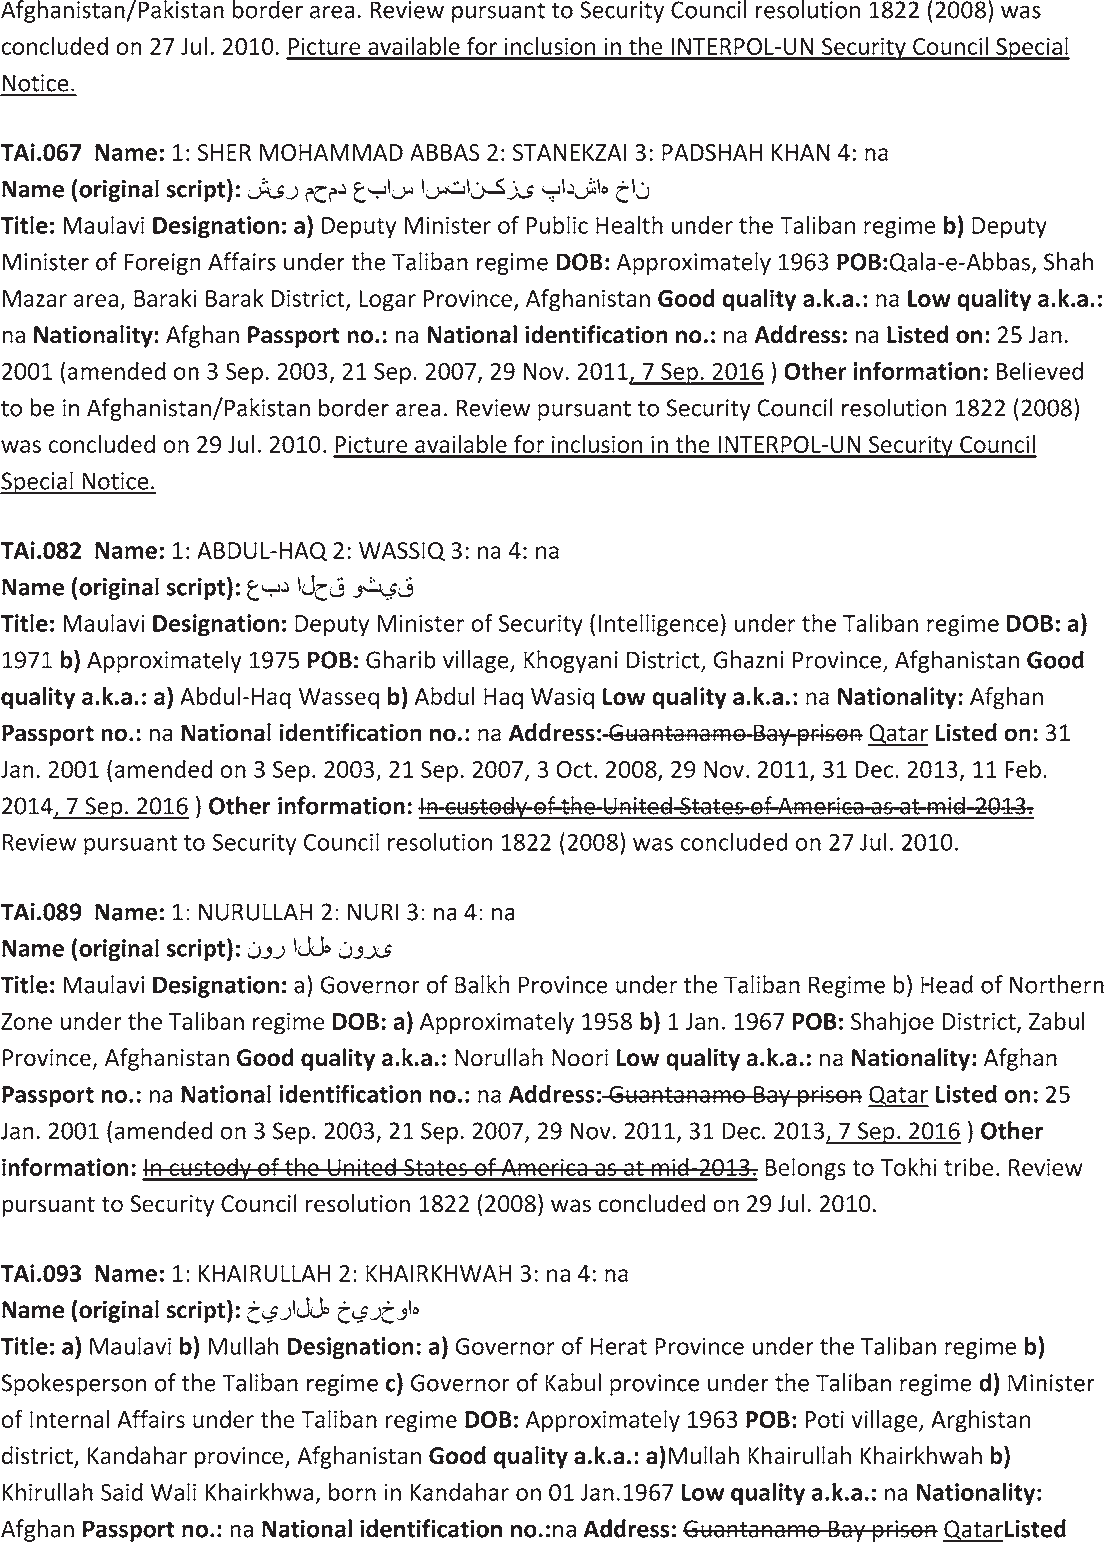 Afghanistan/Pakistan border area. Review pursuant to Security Council resolution 1822 (2008) was
concluded on 27 Jul. 2010. Picture available for inclusion in the INTERPOL-UN Security Council Special
Notice.
TAi.067 Name: 1: SHER MOHAMMAD ABBAS 2: STANEKZAI 3: PADSHAH KHAN 4: na
Name (original script): شیر محمد عباس استانکزی پادشاه خان
Title: Maulavi Designation: a) Deputy Minister of Public Health under the Taliban regime b) Deputy
Minister of Foreign Affairs under the Taliban regime DOB: Approximately 1963 POB:Qala-e-Abbas, Shah
Mazar area, Baraki Barak District, Logar Province, Afghanistan Good quality a.k.a.: na Low quality a.k.a.:
na Nationality: Afghan Passport no.: na National identification no.: na Address: na Listed on: 25 Jan.
2001 (amended on 3 Sep. 2003, 21 Sep. 2007, 29 Nov. 2011, 7 Sep. 2016 ) Other information: Believed
to be in Afghanistan/Pakistan border area. Review pursuant to Security Council resolution 1822 (2008)
was concluded on 29 Jul. 2010. Picture available for inclusion in the INTERPOL-UN Security Council
Special Notice.
TAi.082 Name: 1: ABDUL-HAQ 2: WASSIQ 3: na 4: na
Name (original script): عبد الحق وشيق
Title: Maulavi Designation: Deputy Minister of Security (Intelligence) under the Taliban regime DOB: a)
1971 b) Approximately 1975 POB: Gharib village, Khogyani District, Ghazni Province, Afghanistan Good
quality a.k.a.: a) Abdul-Haq Wasseq b) Abdul Haq Wasiq Low quality a.k.a.: na Nationality: Afghan
Passport no.: na National identification no.: na Address: Guantanamo Bay prison Qatar Listed on: 31
Jan. 2001 (amended on 3 Sep. 2003, 21 Sep. 2007, 3 Oct. 2008, 29 Nov. 2011, 31 Dec. 2013, 11 Feb.
2014, 7 Sep. 2016 ) Other information: In custody of the United States of America as at mid-2013.
Review pursuant to Security Council resolution 1822 (2008) was concluded on 27 Jul. 2010.
TAi.089 Name: 1: NURULLAH 2: NURI 3: na 4: na
Name (original script): نور الله نوری
Title: Maulavi Designation: a) Governor of Balkh Province under the Taliban Regime b) Head of Northern
Zone under the Taliban regime DOB: a) Approximately 1958 b) 1 Jan. 1967 POB: Shahjoe District, Zabul
Province, Afghanistan Good quality a.k.a.: Norullah Noori Low quality a.k.a.: na Nationality: Afghan
Passport no.: na National identification no.: na Address: Guantanamo Bay prison Qatar Listed on: 25
Jan. 2001 (amended on 3 Sep. 2003, 21 Sep. 2007, 29 Nov. 2011, 31 Dec. 2013, 7 Sep. 2016 ) Other
information: In custody of the United States of America as at mid-2013. Belongs to Tokhi tribe. Review
pursuant to Security Council resolution 1822 (2008) was concluded on 29 Jul. 2010.
TAi.093 Name: 1: KHAIRULLAH 2: KHAIRKHWAH 3: na 4: na
Name (original script): خيرالله خيرخواه
Title: a) Maulavi b) Mullah Designation: a) Governor of Herat Province under the Taliban regime b)
Spokesperson of the Taliban regime c) Governor of Kabul province under the Taliban regime d) Minister
of Internal Affairs under the Taliban regime DOB: Approximately 1963 POB: Poti village, Arghistan
district, Kandahar province, Afghanistan Good quality a.k.a.: a)Mullah Khairullah Khairkhwah b)
Khirullah Said Wali Khairkhwa, born in Kandahar on 01 Jan.1967 Low quality a.k.a.: na Nationality:
Afghan Passport no.: na National identification no.:na Address: Guantanamo Bay prison QatarListed